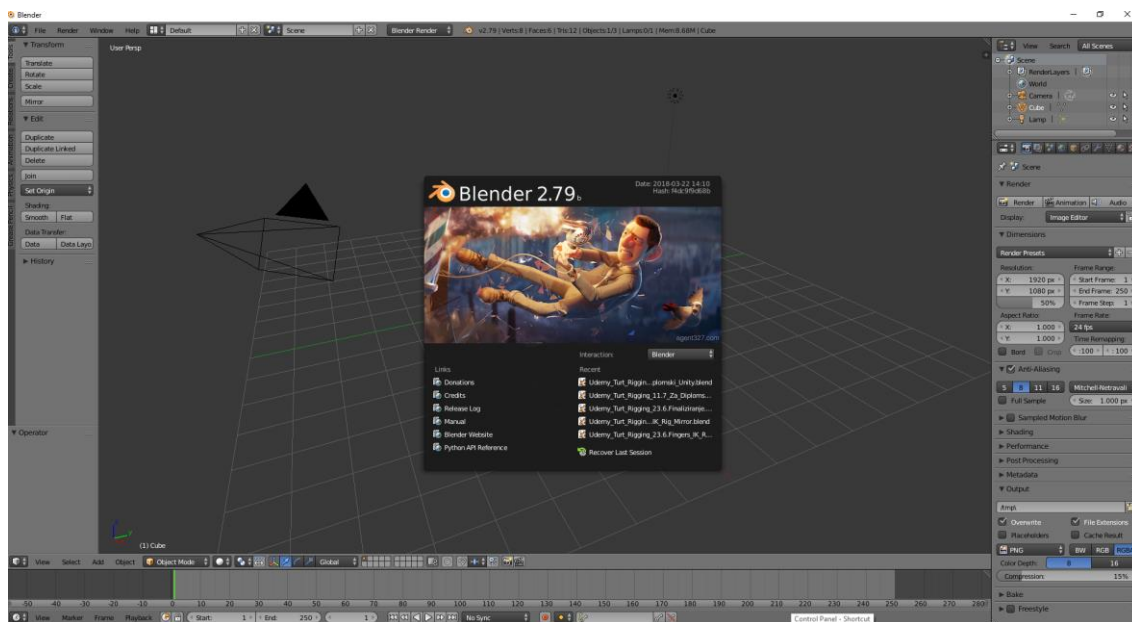 Blender
File Render Window Help Default Scene Blender Render v2.79 | Verts:8 | Faces:6 | Tris:12 | Objects:1/3 | Lamps:0/1 | Mem:8.68M | Cube
Transform
Translate
Rotate
Scale
Mirror
Edit
Duplicate
Duplicate Linked
Delete
Join
Set Origin
Shading:
Smooth Flat
Data Transfer:
Data Data Layo
History
Operator
User Persp
Blender 2.79 b
Date: 2018-03-22 14:10
Hash: f4dc9f9d68b
agent327.com
Interaction: Blender
Links
Donations
Credits
Release Log
Manual
Blender Website
Python API Reference
Recent
Udemy_Turt_Riggin...plomski_Unity.blend
Udemy_Turt_Rigging_11.7_Za_Diploms...
Udemy_Turt_Rigging_23.6.Finaliziranje....
Udemy_Turt_Riggin...IK_Rig_Mirror.blend
Udemy_Turt_Rigging_23.6.Fingers_IK_R...
Recover Last Session
(1) Cube
View Select Add Object Object Mode Global
-50 -40 -30 -20 -10 0 10 20 30 40 50 60 70 80 90 100 110 120 130 140 150 160 170 180 190 200 210 220 230 240 250 260 270 280
View Marker Frame Playback Start: 1 End: 250 1 No Sync
Control Panel - Shortcut
View Search All Scenes
Scene
RenderLayers
World
Camera
Cube
Lamp
Scene
Render
Render Animation Audio
Display: Image Editor
Dimensions
Render Presets
Resolution: Frame Range:
X: 1920 px Start Frame: 1
Y: 1080 px End Frame: 250
50% Frame Step: 1
Aspect Ratio: Frame Rate:
X: 1.000 24 fps
Y: 1.000 Time Remapping:
Bord Crop :100 :100
Anti-Aliasing
5 8 11 16 Mitchell-Netravali
Full Sample Size: 1.000 px
Sampled Motion Blur
Shading
Performance
Post Processing
Metadata
Output
/tmp\
Overwrite File Extensions
Placeholders Cache Result
PNG BW RGB RGBA
Color Depth: 8 16
Compression: 15%
Bake
Freestyle